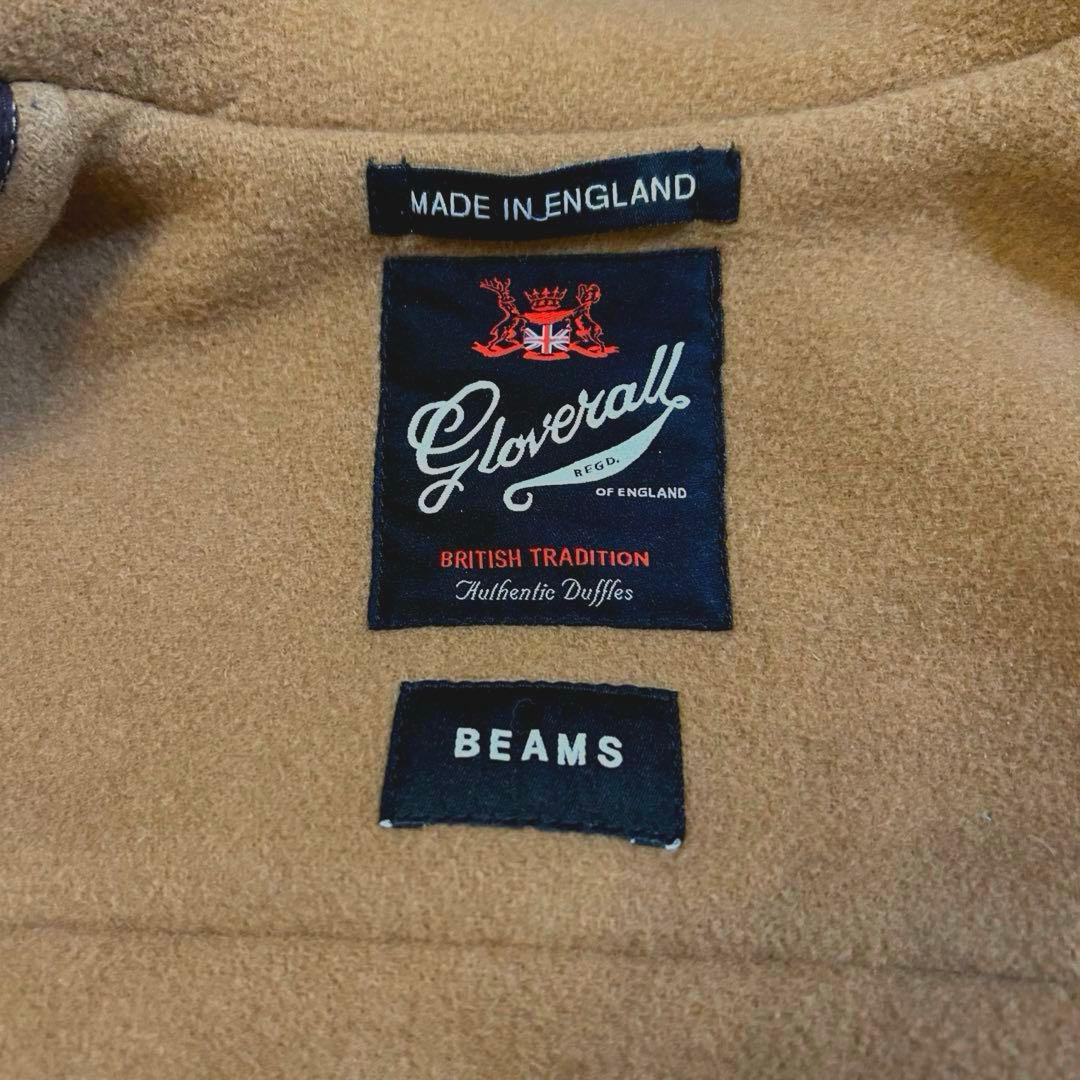 MADE IN ENGLAND
Gloverall
REGD.
OF ENGLAND
BRITISH TRADITION
Authentic Duffles
BEAMS